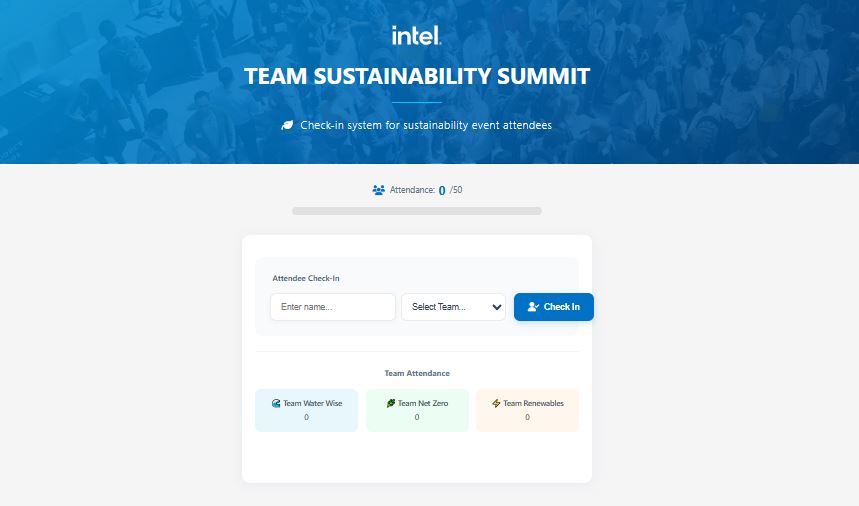 intel.
TEAM SUSTAINABILITY SUMMIT
Check-in system for sustainability event attendees
Attendance: 0 /50
Attendee Check-In
Enter name... Select Team... Check In
Team Attendance
Team Water Wise Team Net Zero Team Renewables
0 0 0